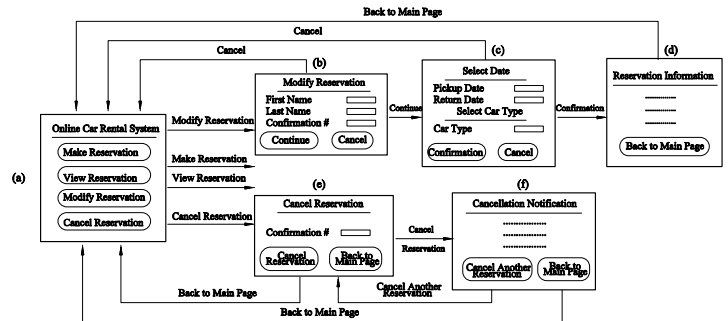 Back to Main Page
Cancel
Cancel
(b)
(c)
(d)
Modify Reservation
First Name
Last Name
Confirmation #
Continue
Cancel
Continue
Select Date
Pickup Date
Return Date
Select Car Type
Car Type
Confirmation
Cancel
Confirmation
Reservation Information
Back to Main Page
(a)
Online Car Rental System
Make Reservation
View Reservation
Modify Reservation
Cancel Reservation
Modify Reservation
Make Reservation
View Reservation
Cancel Reservation
(e)
Cancel Reservation
Confirmation #
Cancel
Reservation
Back to
Main Page
Cancel
Reservation
(f)
Cancellation Notification
Cancel Another
Reservation
Back to
Main Page
Back to Main Page
Cancel Another
Reservation
Back to Main Page